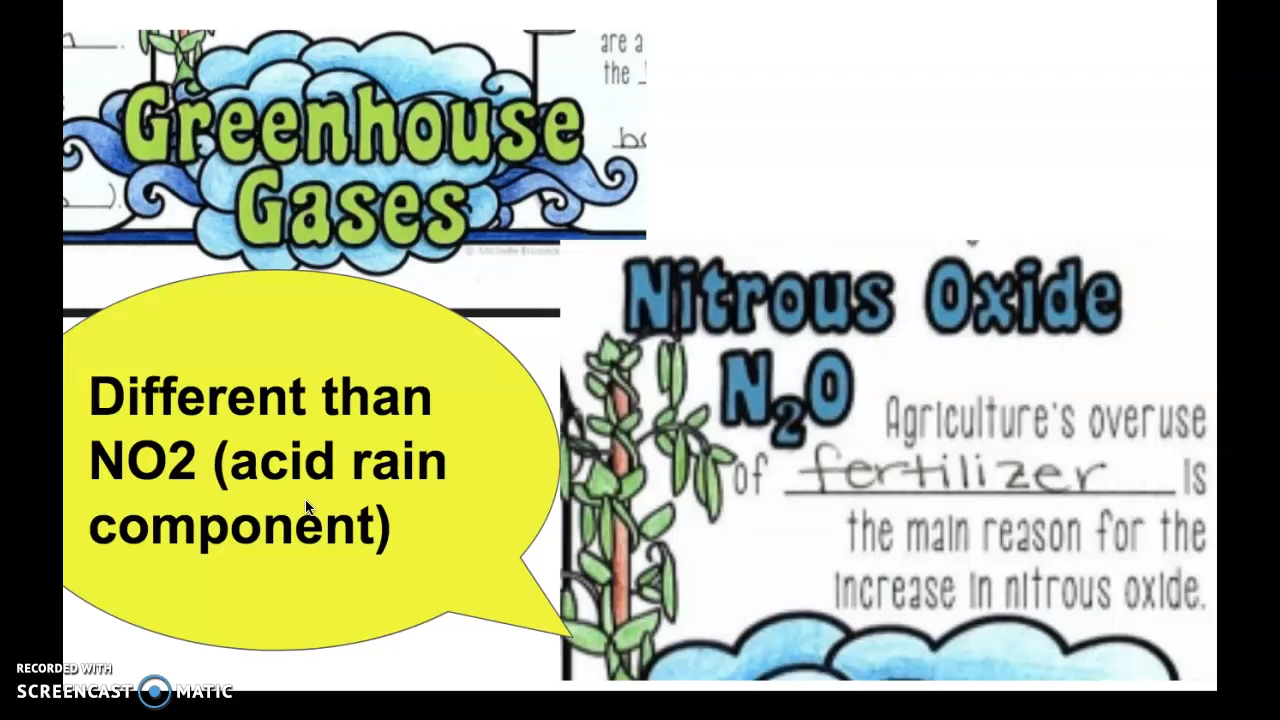 are a
the
Greenhouse
Gases
Different than
NO2 (acid rain
component)
Nitrous Oxide
N2O
Agriculture's overuse
of fertilizer is
the main reason for the
increase in nitrous oxide.
RECORDED WITH
SCREENCAST MATIC